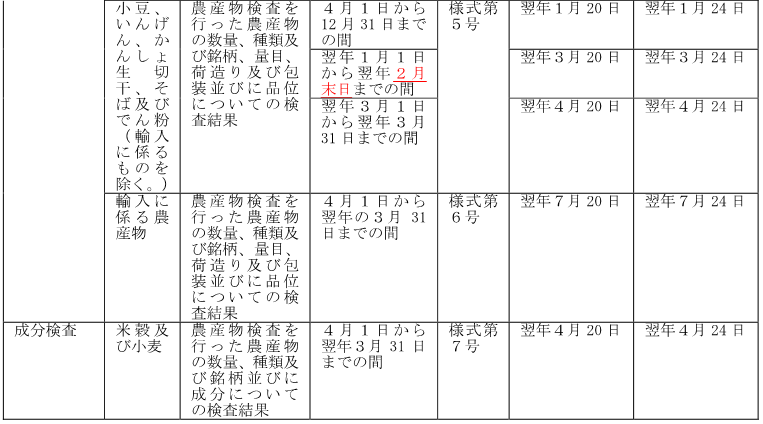 小豆、
いんげ
ん、か
んしょ
生切
干、そ
ば及び
でん粉
（輸入
に係る
ものを
除く。）
農産物検査を
行った農産物
の数量、種類及
び銘柄、量目、
荷造り及び包
装並びに品位
についての検
査結果
４月１日から
12月31日まで
の間
翌年１月１日
から翌年２月
末日までの間
翌年３月１日
から翌年３月
31日までの間
様式第
５号
翌年１月20日
翌年３月20日
翌年４月20日
翌年１月24日
翌年３月24日
翌年４月24日
輸入に
係る農
産物
農産物検査を
行った農産物
の数量、種類及
び銘柄、量目、
荷造り及び包
装並びに品位
についての検
査結果
４月１日から
翌年の３月31
日までの間
様式第
６号
翌年７月20日
翌年７月24日
成分検査
米穀及
び小麦
農産物検査を
行った農産物
の数量、種類及
び銘柄並びに
成分について
の検査結果
４月１日から
翌年３月31日
までの間
様式第
７号
翌年４月20日
翌年４月24日